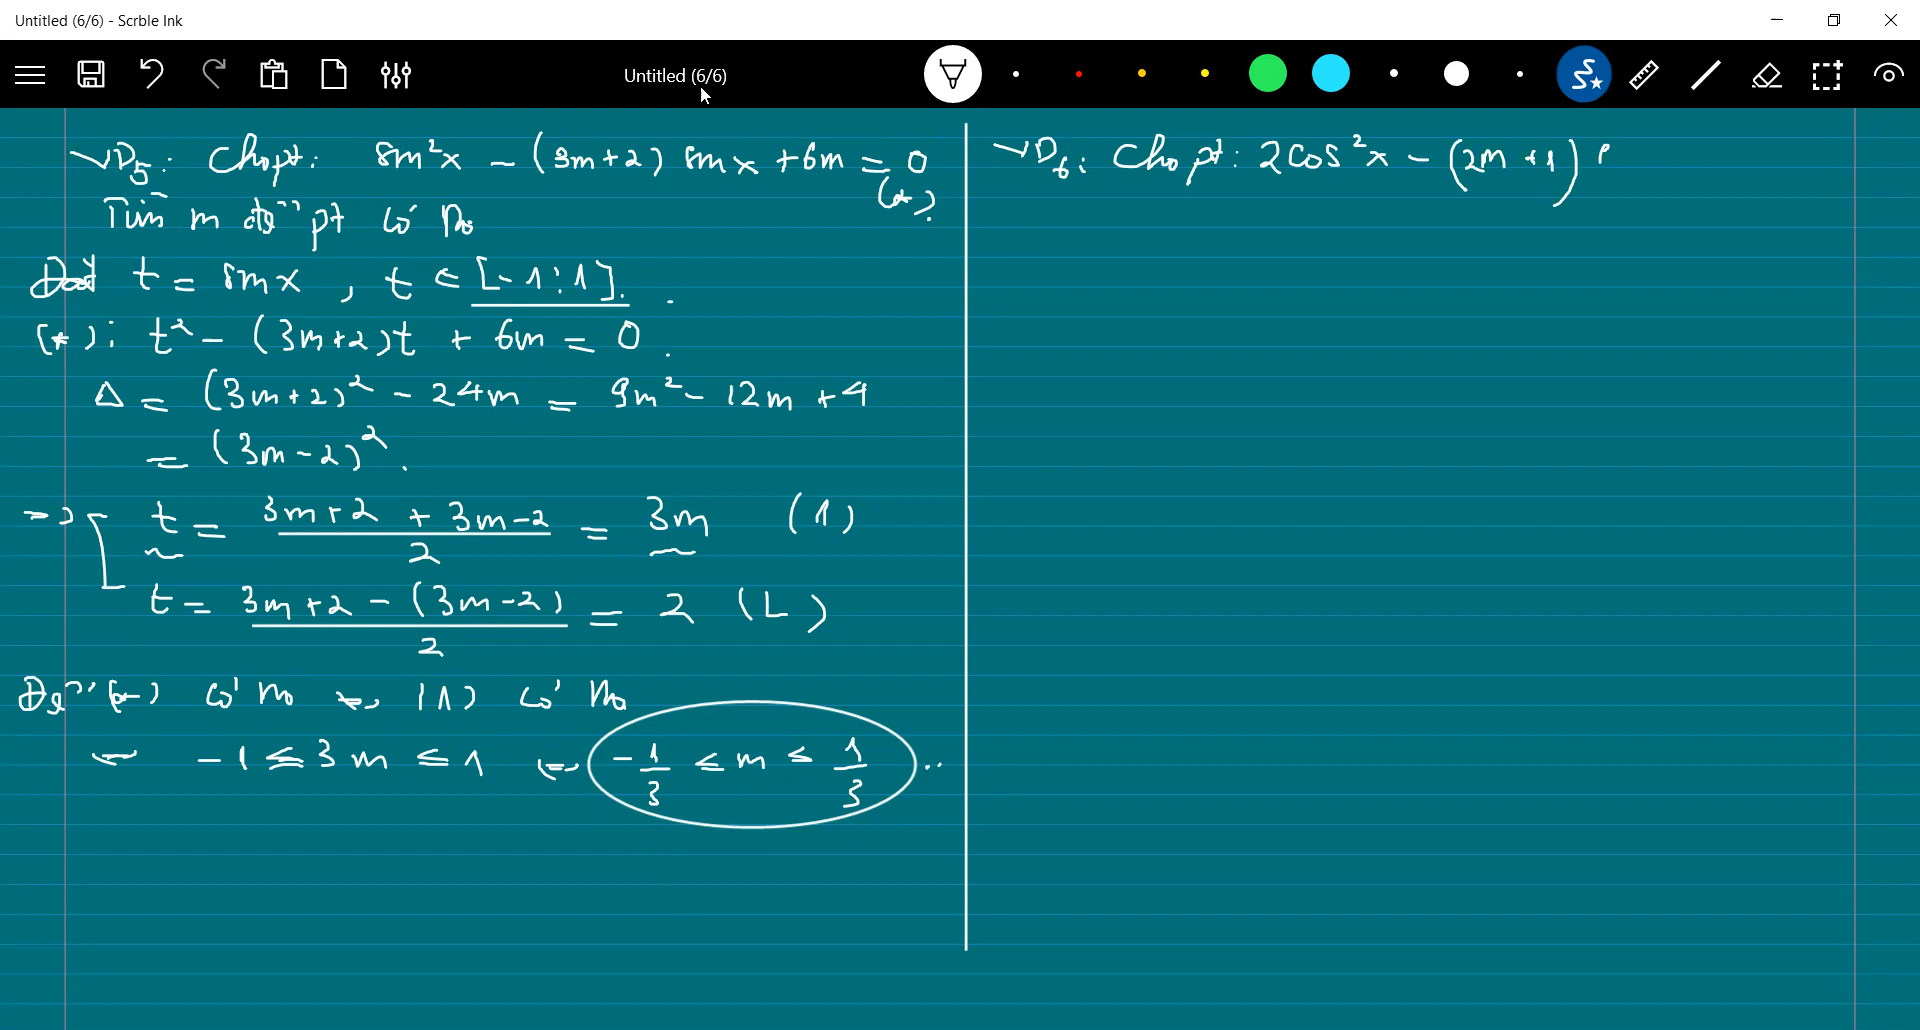 Untitled (6/6) - Scrble Ink
Untitled (6/6)
VD5: Cho pt: sin²x - (3m+2) sinx + 6m = 0 (*)
Tìm m để pt có no
Đặt t = sinx, t ∈ [-1; 1].
(*): t² - (3m+2)t + 6m = 0.
Δ = (3m+2)² - 24m = 9m² - 12m + 4
= (3m-2)².
=> [ t = (3m+2 + 3m-2)/2 = 3m (1)
t = (3m+2 - (3m-2))/2 = 2 (L)
Để (*) có no <=> (1) có no
<=> -1 ≤ 3m ≤ 1 <=> -1/3 ≤ m ≤ 1/3 ..
VD6: Cho pt: 2cos²x - (2m+1)